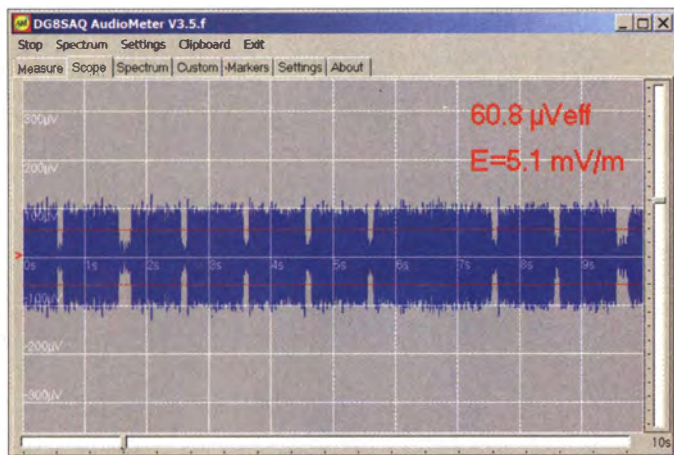 DG8SAQ AudioMeter V3.5.f
Stop Spectrum Settings Clipboard Exit
Measure Scope Spectrum Custom -Markers Settings About
300µV
60.8 µVeff
E=5.1 mV/m
200µV
100µV
0s 1s 2s 3s 4s 5s 6s 7s 8s 9s
-100µV
-200µV
-300µV
10s